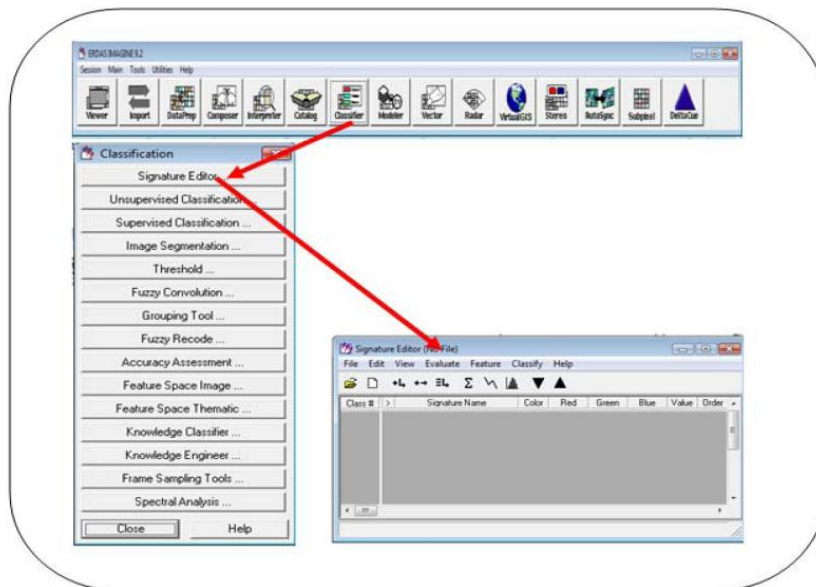 ERDAS IMAGINE 9.2
Session Main Tools Utilities Help
Viewer Import DataPrep Composer Interpreter Catalog Classifier Modeler Vector Radar VirtualGIS Stereo AutoSync Subpixel DeltaCue
Classification
Signature Editor ...
Unsupervised Classification ...
Supervised Classification ...
Image Segmentation ...
Threshold ...
Fuzzy Convolution ...
Grouping Tool ...
Fuzzy Recode ...
Accuracy Assessment ...
Feature Space Image ...
Feature Space Thematic ...
Knowledge Classifier ...
Knowledge Engineer ...
Frame Sampling Tools ...
Spectral Analysis ...
Close Help
Signature Editor (No File)
File Edit View Evaluate Feature Classify Help
Class # > Signature Name Color Red Green Blue Value Order